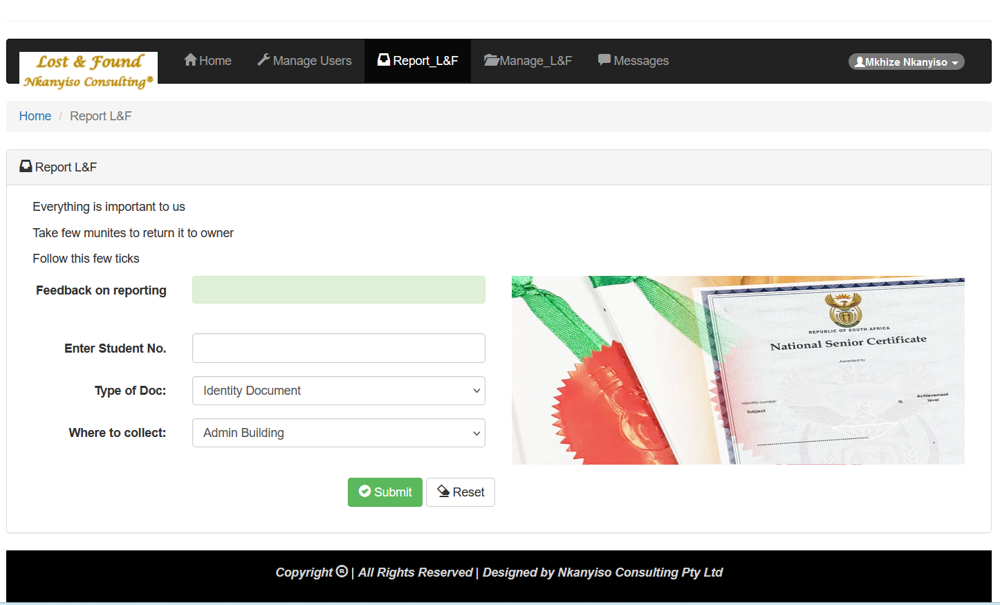 Lost & Found
Nkanyiso Consulting®
Home
Manage Users
Report_L&F
Manage_L&F
Messages
Mkhize Nkanyiso
Home / Report L&F
Report L&F
Everything is important to us
Take few munites to return it to owner
Follow this few ticks
Feedback on reporting
Enter Student No.
Type of Doc:
Identity Document
Where to collect:
Admin Building
REPUBLIC OF SOUTH AFRICA
National Senior Certificate
Awarded to
Identity number
Subject
%
Achievement
level
Submit
Reset
Copyright ® | All Rights Reserved | Designed by Nkanyiso Consulting Pty Ltd